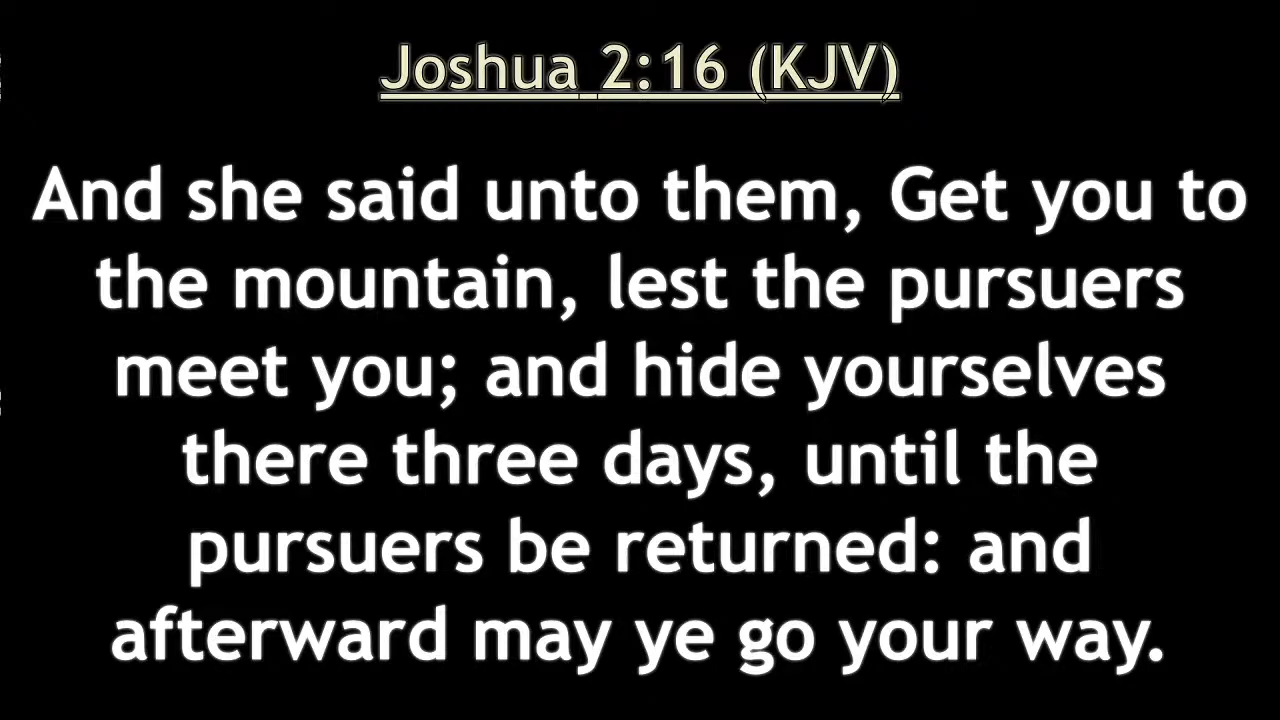 Joshua 2:16 (KJV)
And she said unto them, Get you to
the mountain, lest the pursuers
meet you; and hide yourselves
there three days, until the
pursuers be returned: and
afterward may ye go your way.